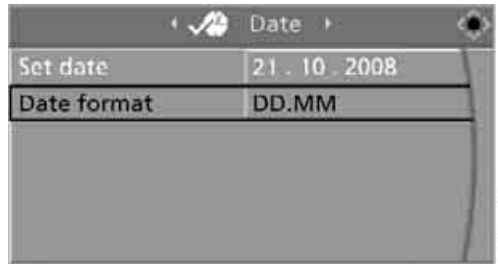 Date
Set date 21 . 10 . 2008
Date format DD.MM